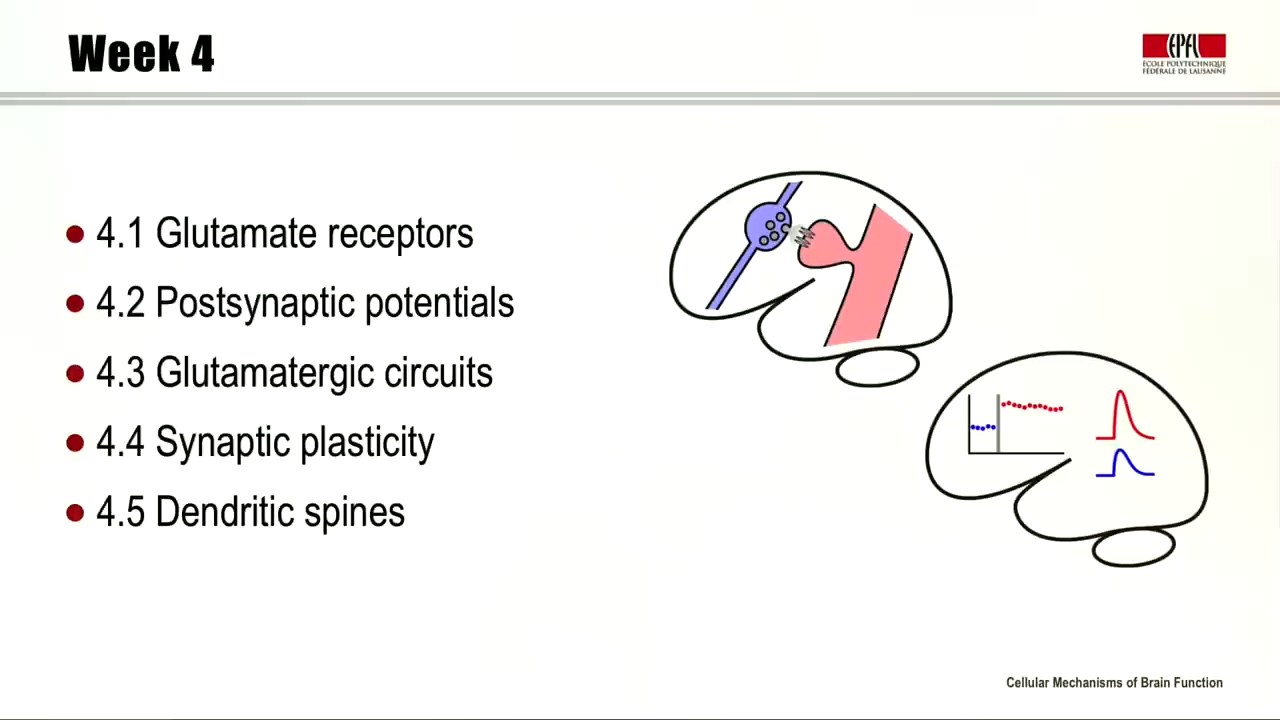 Week 4
EPFL
ÉCOLE POLYTECHNIQUE
FÉDÉRALE DE LAUSANNE
4.1 Glutamate receptors
4.2 Postsynaptic potentials
4.3 Glutamatergic circuits
4.4 Synaptic plasticity
4.5 Dendritic spines
Cellular Mechanisms of Brain Function